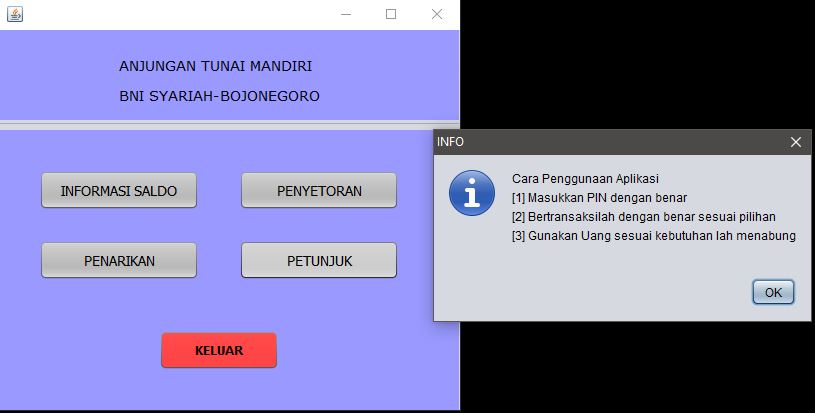 ANJUNGAN TUNAI MANDIRI
BNI SYARIAH-BOJONEGORO
INFORMASI SALDO
PENYETORAN
PENARIKAN
PETUNJUK
KELUAR
INFO
Cara Penggunaan Aplikasi
[1] Masukkan PIN dengan benar
[2] Bertransaksilah dengan benar sesuai pilihan
[3] Gunakan Uang sesuai kebutuhan lah menabung
OK